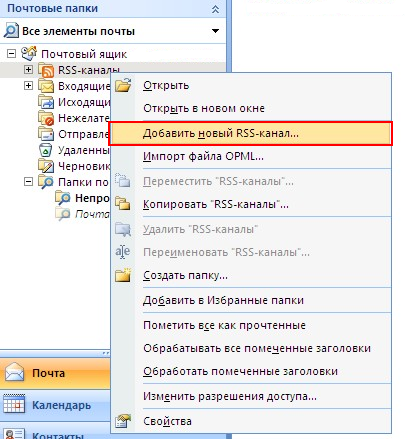 Почтовые папки
Все элементы почты
Почтовый ящик
RSS-каналы
Входящие
Исходящи
Нежелате
Отправле
Удаленны
Черновик
Папки по
Непро
Почта
Открыть
Открыть в новом окне
Добавить новый RSS-канал...
Импорт файла OPML...
Переместить "RSS-каналы"...
Копировать "RSS-каналы"...
Удалить "RSS-каналы"
Переименовать "RSS-каналы"...
Создать папку...
Добавить в Избранные папки
Пометить все как прочтенные
Обрабатывать все помеченные заголовки
Обработать помеченные заголовки
Изменить разрешения доступа...
Свойства
Почта
Календарь
Контакты